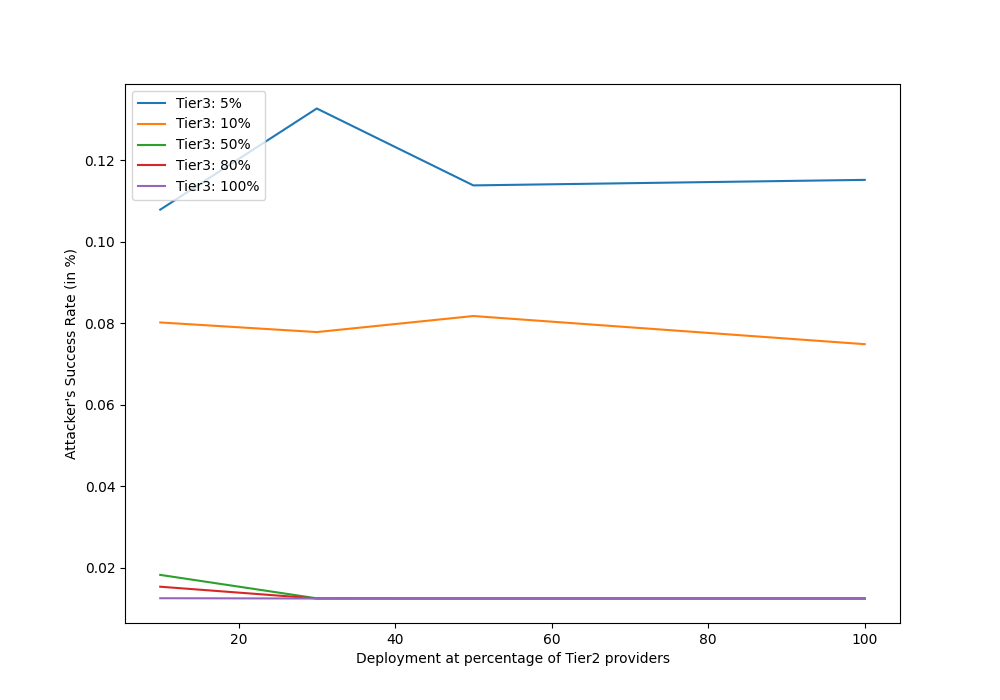 Tier3: 5%
Tier3: 10%
Tier3: 50%
Tier3: 80%
Tier3: 100%
0.12
0.10
0.08
0.06
0.04
0.02
Attacker's Success Rate (in %)
20 40 60 80 100
Deployment at percentage of Tier2 providers